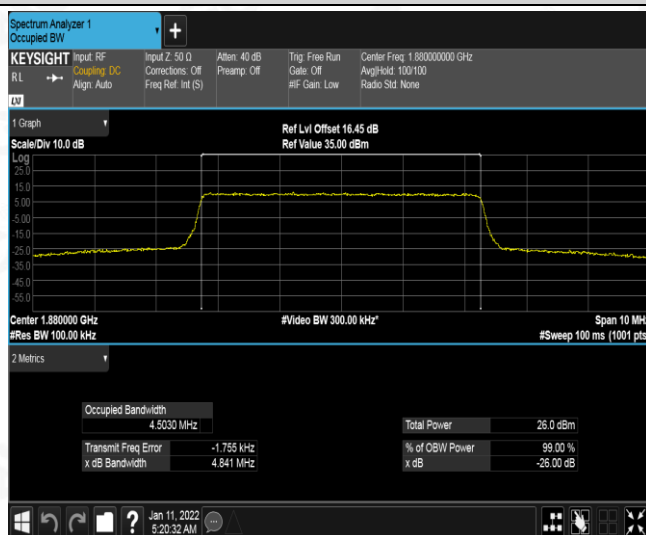 Spectrum Analyzer 1
Occupied BW
+
KEYSIGHT Input: RF Input Z: 50 Ω Atten: 40 dB Trig: Free Run Center Freq: 1.880000000 GHz
RL Coupling: DC Corrections: Off Preamp: Off Gate: Off Avg|Hold: 100/100
Align: Auto Freq Ref: Int (S) #IF Gain: Low Radio Std: None
LXI
1 Graph Ref Lvl Offset 16.45 dB
Scale/Div 10.0 dB Ref Value 35.00 dBm
Log
25.0
15.0
5.00
-5.00
-15.0
-25.0
-35.0
-45.0
-55.0
Center 1.880000 GHz #Video BW 300.00 kHz* Span 10 MHz
#Res BW 100.00 kHz #Sweep 100 ms (1001 pts)
2 Metrics
Occupied Bandwidth
4.5030 MHz Total Power 26.0 dBm
Transmit Freq Error -1.755 kHz % of OBW Power 99.00 %
x dB Bandwidth 4.841 MHz x dB -26.00 dB
? Jan 11, 2022
5:20:32 AM